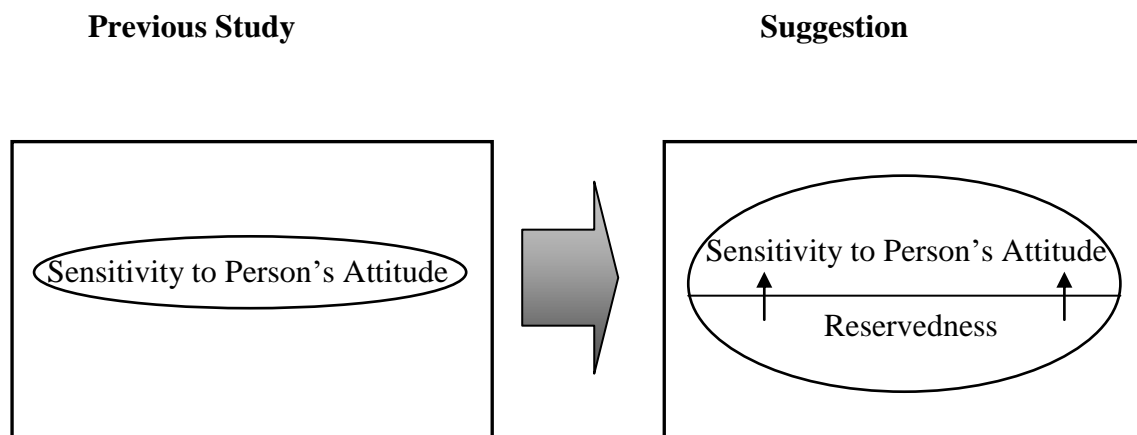 Previous Study
Suggestion
Sensitivity to Person’s Attitude
Sensitivity to Person’s Attitude
Reservedness